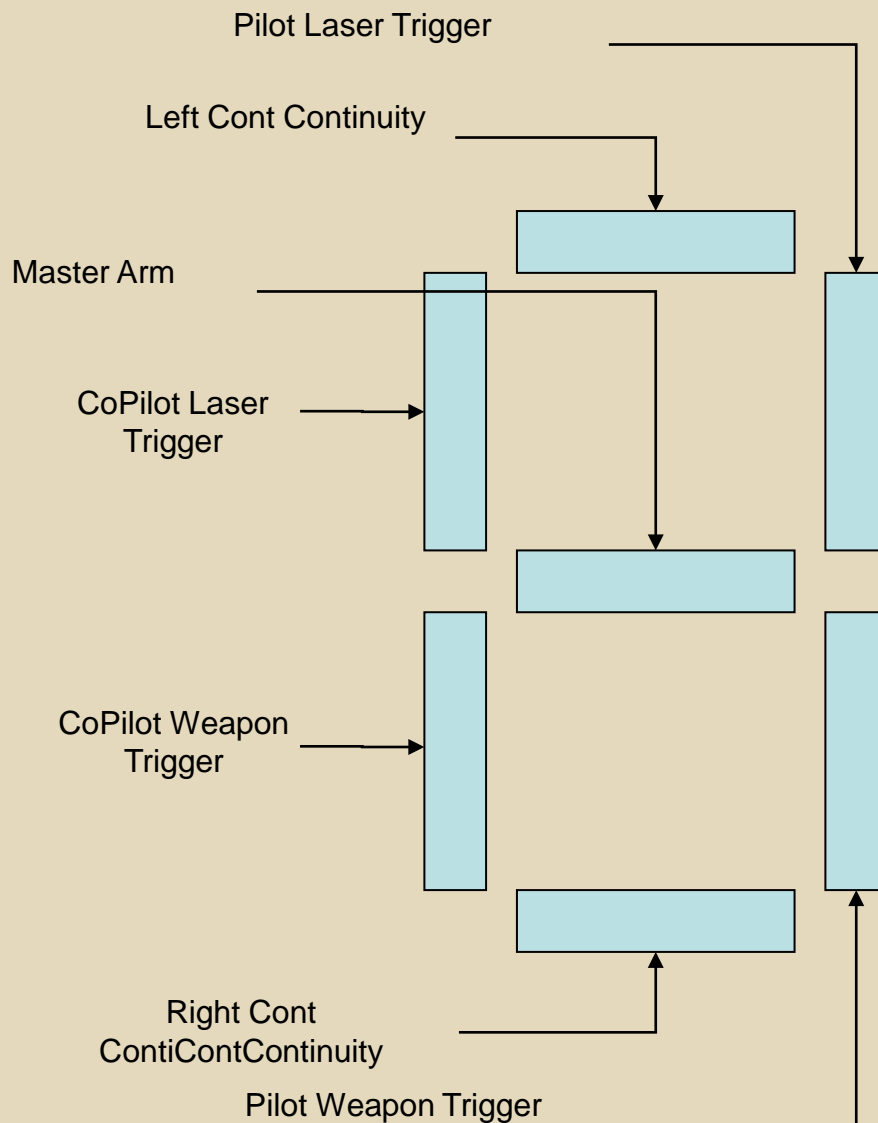 Pilot Laser Trigger
Left Cont Continuity
Master Arm
CoPilot Laser
Trigger
CoPilot Weapon
Trigger
Right Cont
ContiContContinuity
Pilot Weapon Trigger